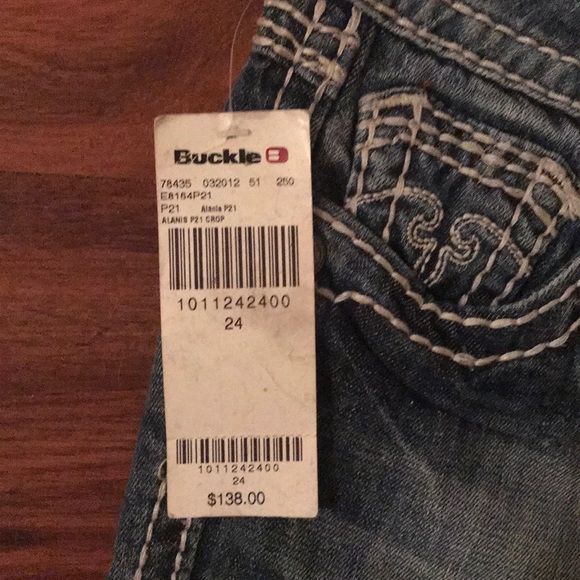 Buckle B
78435 032012 51 250
E8164P21
P21 Alanis P21
ALANIS P21 CROP
1011242400
24
1011242400
24
$138.00